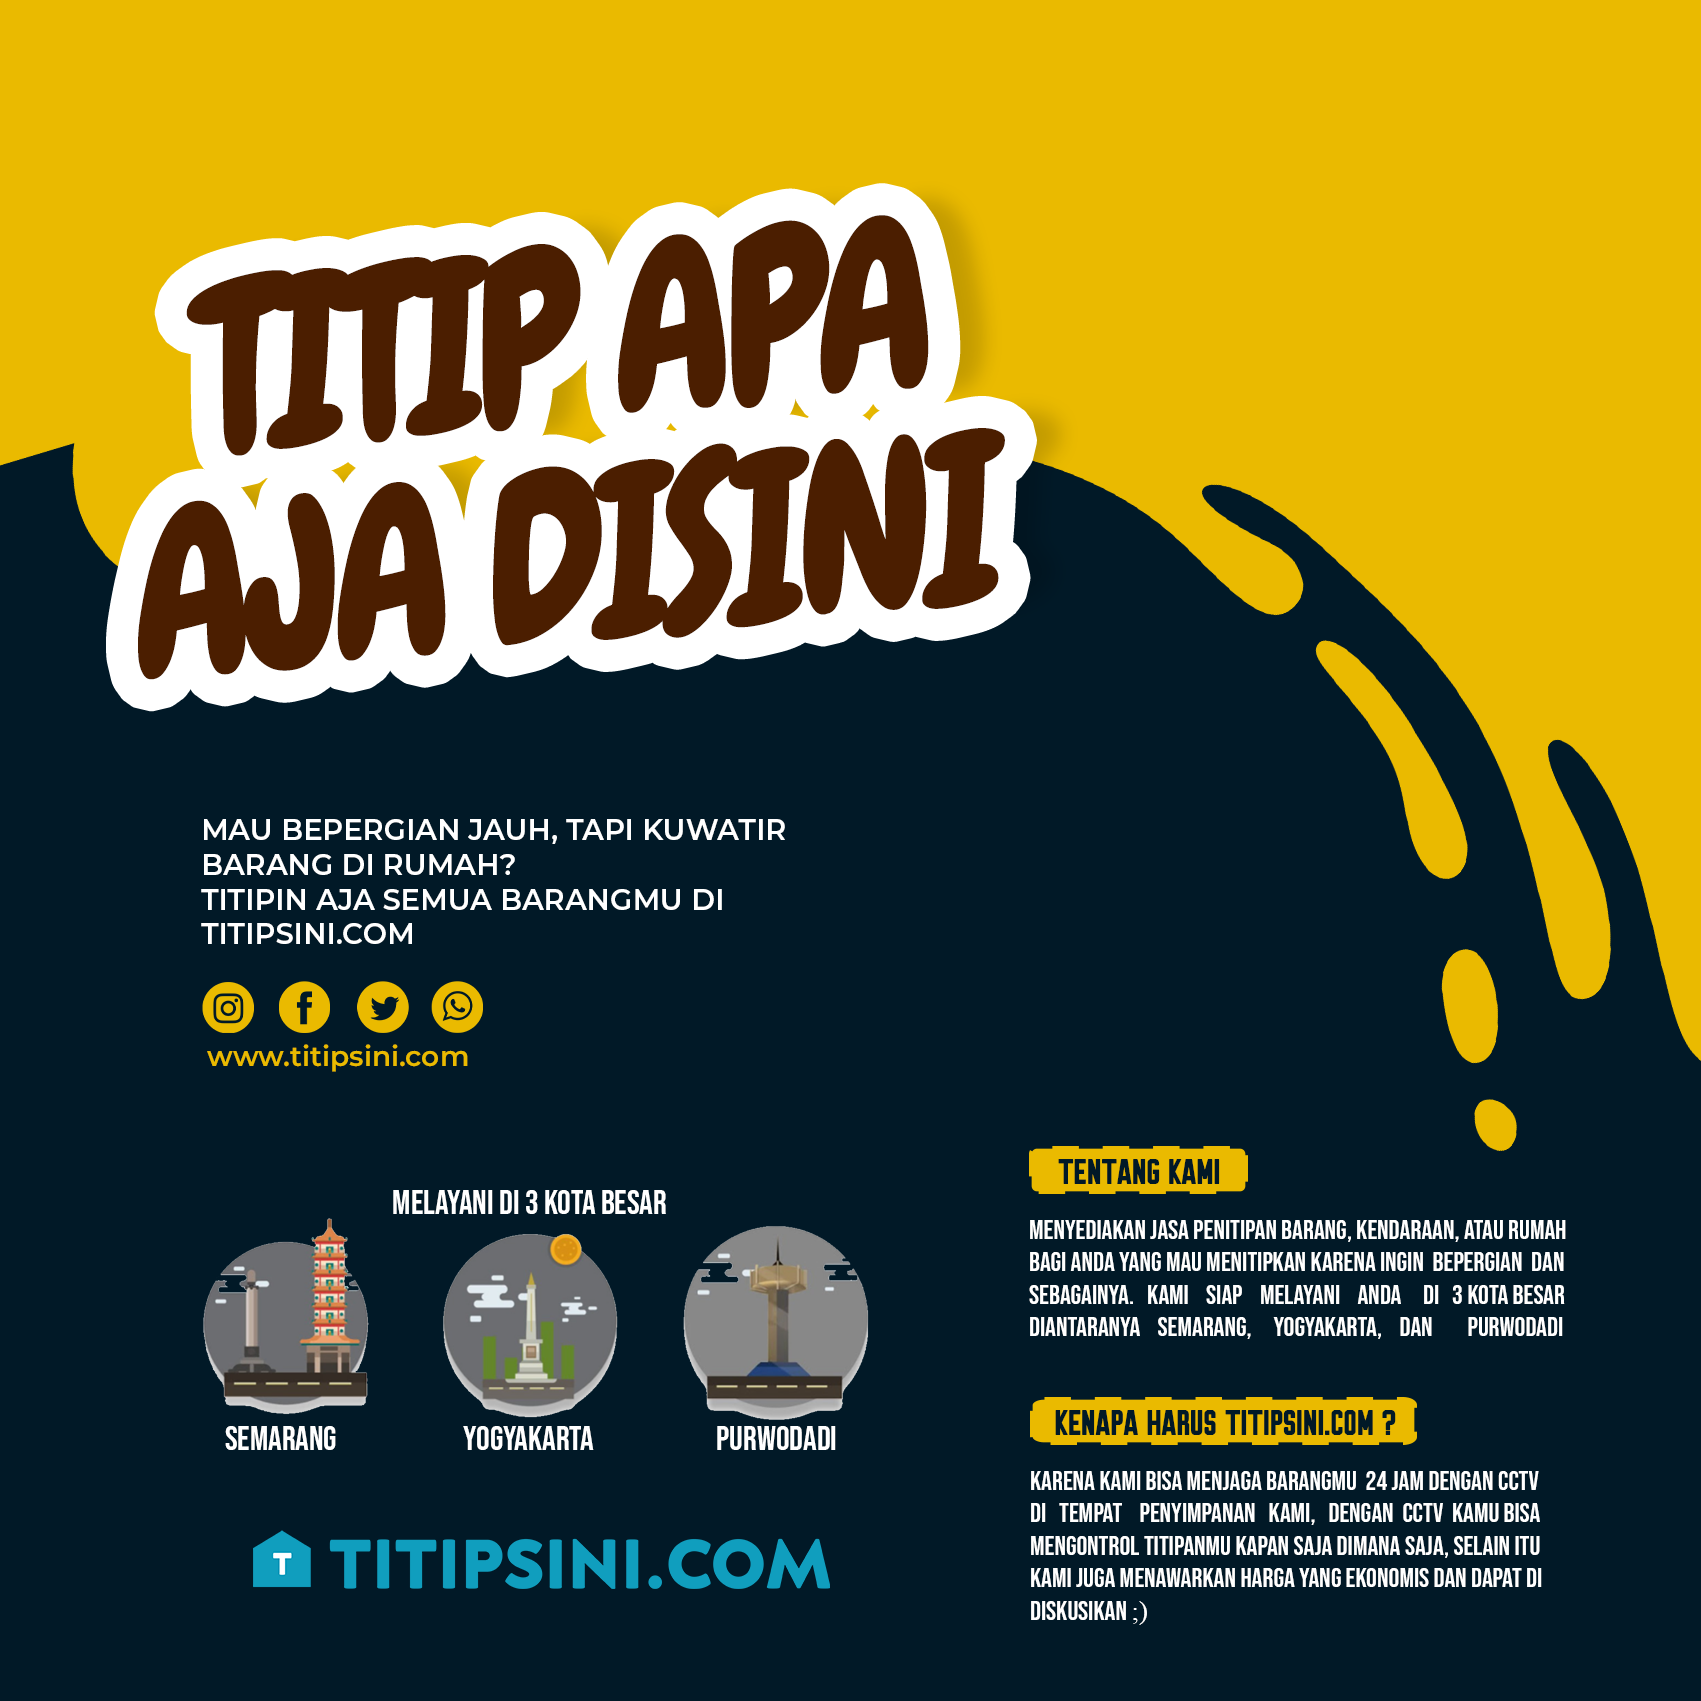 TITIP APA
AJA DISINI
MAU BEPERGIAN JAUH, TAPI KUWATIR
BARANG DI RUMAH?
TITIPIN AJA SEMUA BARANGMU DI
TITIPSINI.COM
www.titipsini.com
MELAYANI DI 3 KOTA BESAR
SEMARANG
YOGYAKARTA
PURWODADI
T TITIPSINI.COM
TENTANG KAMI
MENYEDIAKAN JASA PENITIPAN BARANG, KENDARAAN, ATAU RUMAH
BAGI ANDA YANG MAU MENITIPKAN KARENA INGIN BEPERGIAN DAN
SEBAGAINYA. KAMI SIAP MELAYANI ANDA DI 3 KOTA BESAR
DIANTARANYA SEMARANG, YOGYAKARTA, DAN PURWODADI
KENAPA HARUS TITIPSINI.COM ?
KARENA KAMI BISA MENJAGA BARANGMU 24 JAM DENGAN CCTV
DI TEMPAT PENYIMPANAN KAMI, DENGAN CCTV KAMU BISA
MENGONTROL TITIPANMU KAPAN SAJA DIMANA SAJA, SELAIN ITU
KAMI JUGA MENAWARKAN HARGA YANG EKONOMIS DAN DAPAT DI
DISKUSIKAN ;)